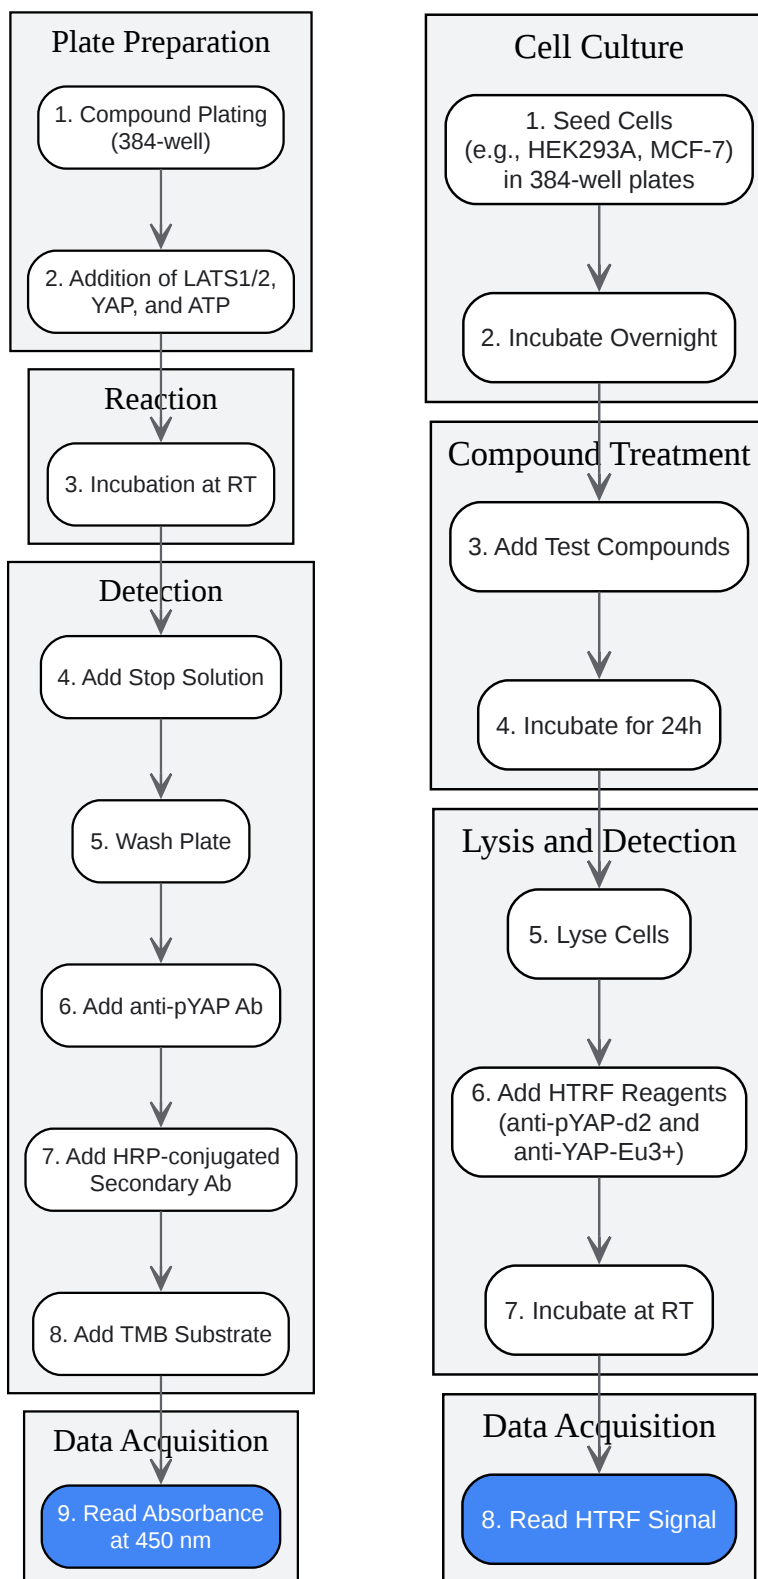 Plate Preparation
1. Compound Plating
(384-well)
2. Addition of LATS1/2,
YAP, and ATP
Reaction
3. Incubation at RT
Detection
4. Add Stop Solution
5. Wash Plate
6. Add anti-pYAP Ab
7. Add HRP-conjugated
Secondary Ab
8. Add TMB Substrate
Data Acquisition
9. Read Absorbance
at 450 nm
Cell Culture
1. Seed Cells
(e.g., HEK293A, MCF-7)
in 384-well plates
2. Incubate Overnight
Compound Treatment
3. Add Test Compounds
4. Incubate for 24h
Lysis and Detection
5. Lyse Cells
6. Add HTRF Reagents
(anti-pYAP-d2 and
anti-YAP-Eu3+)
7. Incubate at RT
Data Acquisition
8. Read HTRF Signal